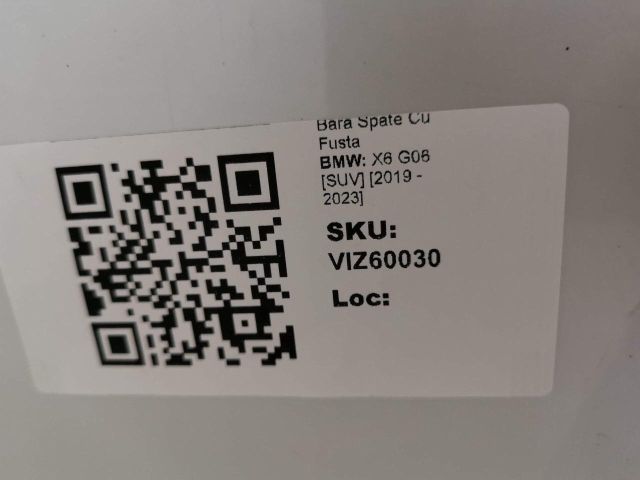 Bara Spate Cu
Fusta
BMW: X6 G06
[SUV] [2019 -
2023]
SKU:
VIZ60030
Loc: